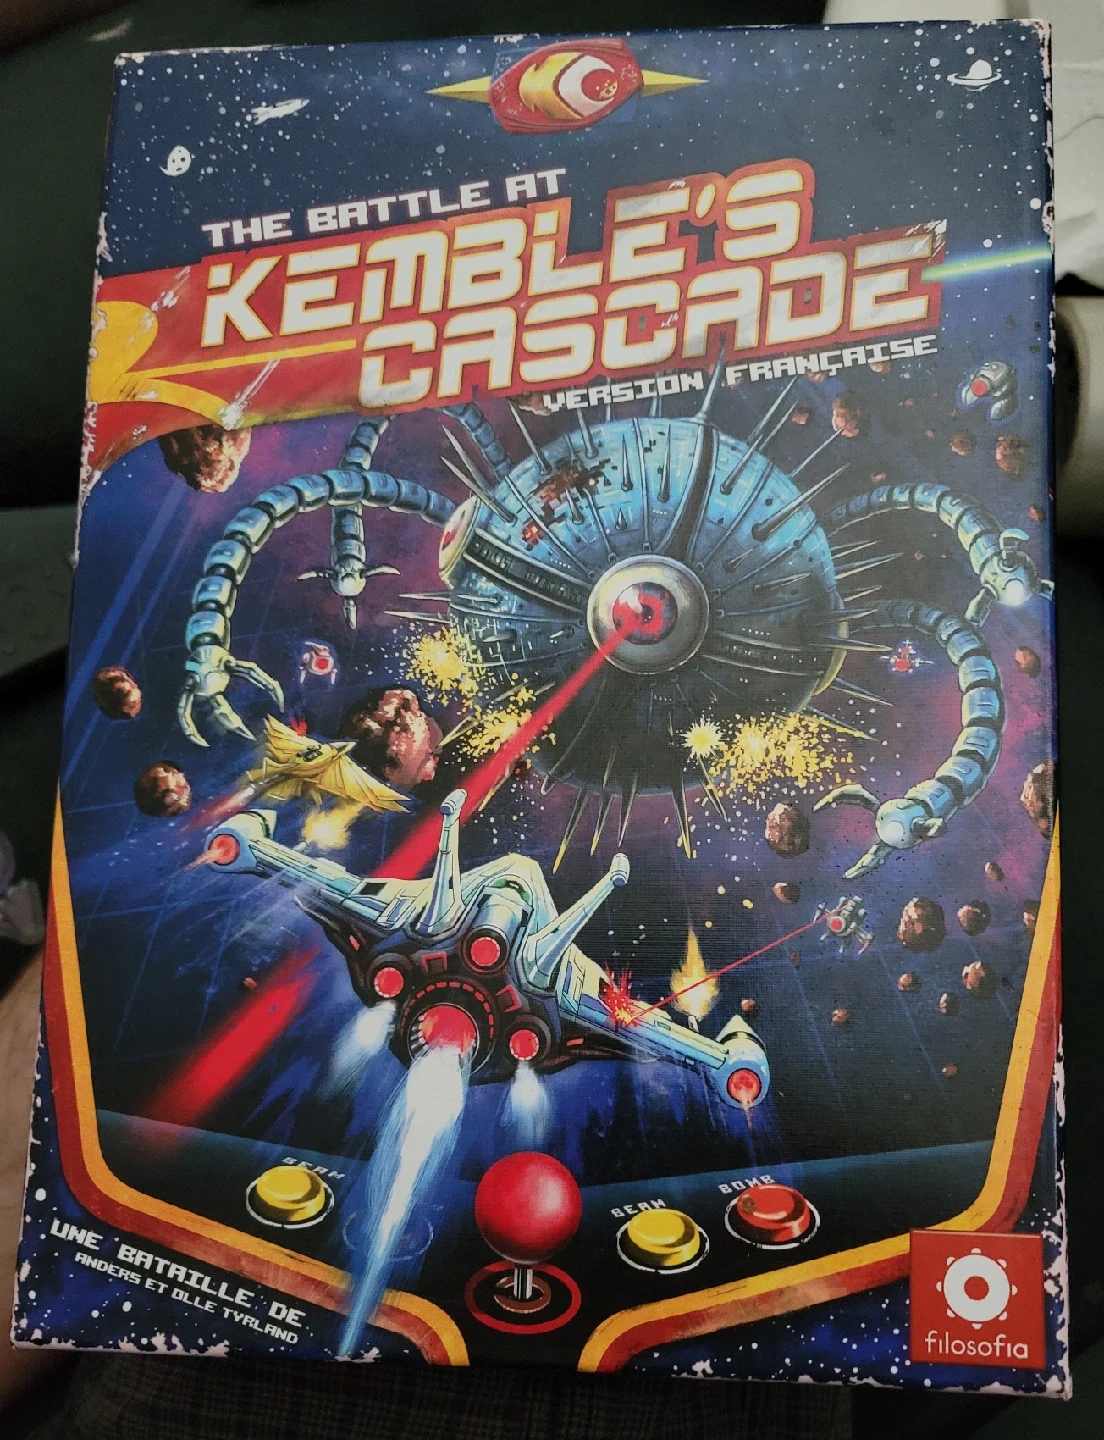 THE BATTLE AT
KEMBLE'S
CASCADE
VERSION FRANÇAISE
BEAM
BEAM
BOMB
UNE BATAILLE DE
ANDERS ET OLLE TYRLAND
filosofia